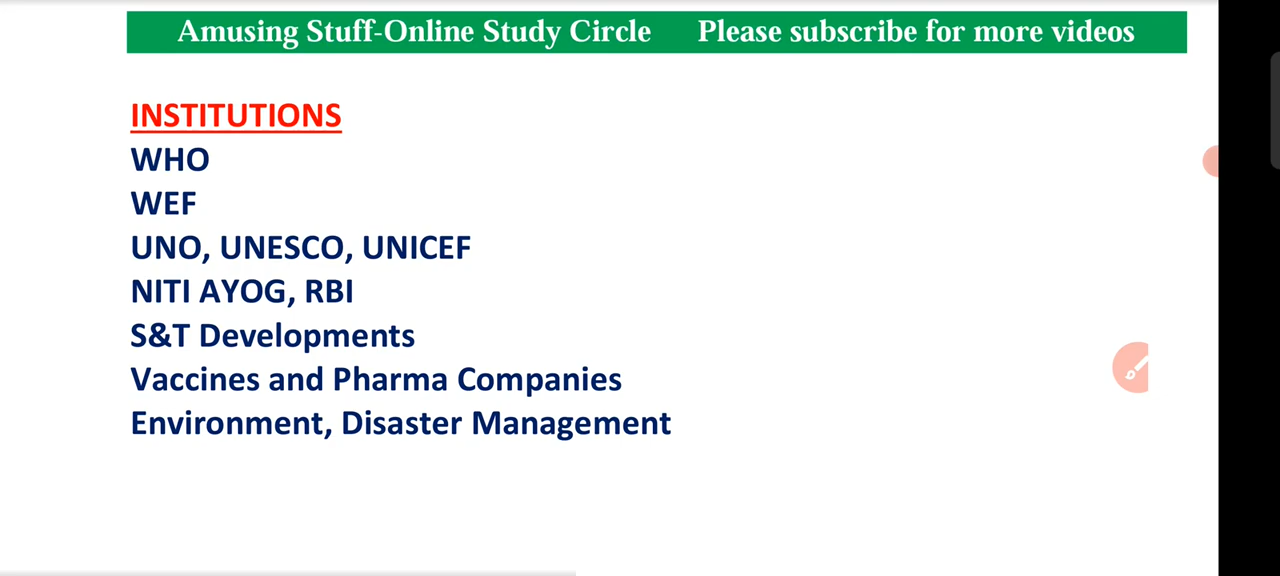 Amusing Stuff-Online Study Circle Please subscribe for more videos
INSTITUTIONS
WHO
WEF
UNO, UNESCO, UNICEF
NITI AYOG, RBI
S&T Developments
Vaccines and Pharma Companies
Environment, Disaster Management